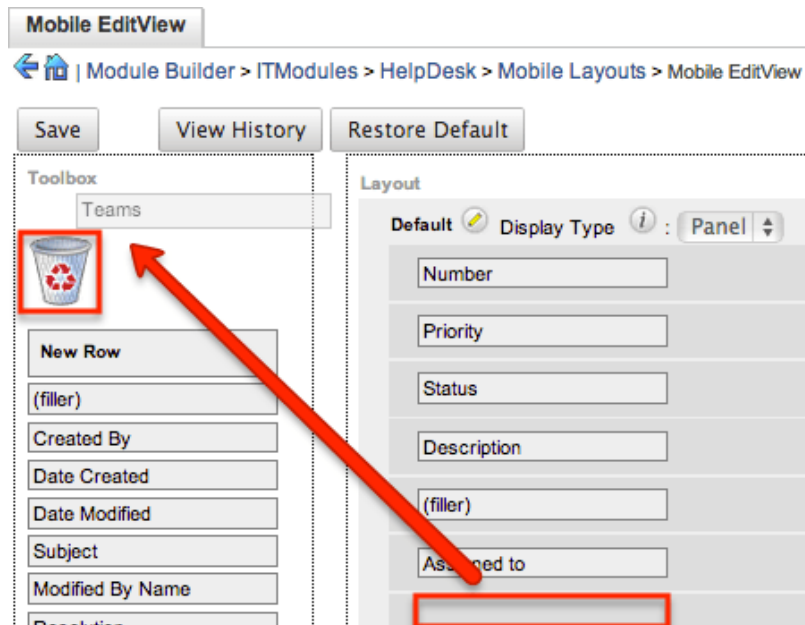 Mobile EditView
| Module Builder > ITModules > HelpDesk > Mobile Layouts > Mobile EditView
Save View History Restore Default
Toolbox
Teams
New Row
(filler)
Created By
Date Created
Date Modified
Subject
Modified By Name
Layout
Default Display Type i : Panel
Number
Priority
Status
Description
(filler)
Assigned to